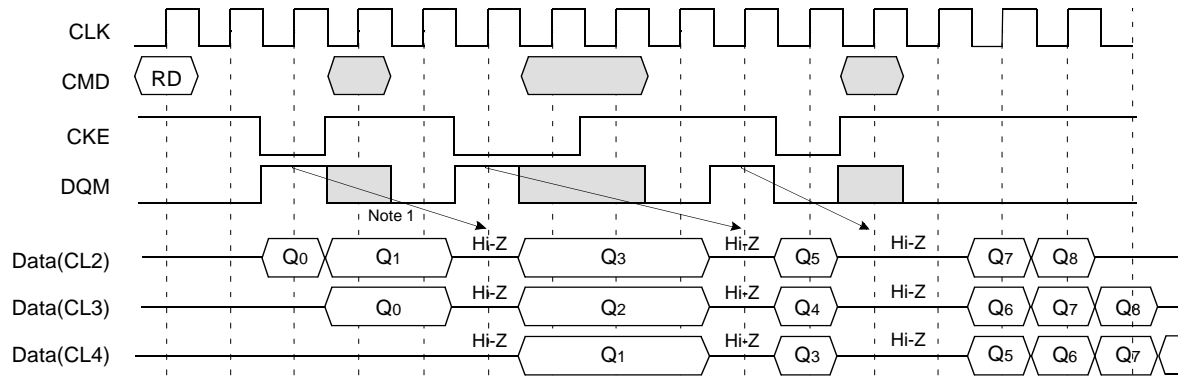 CLK
CMD RD
CKE
DQM
Note 1
Hi-Z Hi-Z Hi-Z
Data(CL2) Q0 Q1 Q3 Q5 Q7 Q8
Hi-Z Hi-Z Hi-Z
Data(CL3) Q0 Q2 Q4 Q6 Q7 Q8
Hi-Z Hi-Z Hi-Z
Data(CL4) Q1 Q3 Q5 Q6 Q7